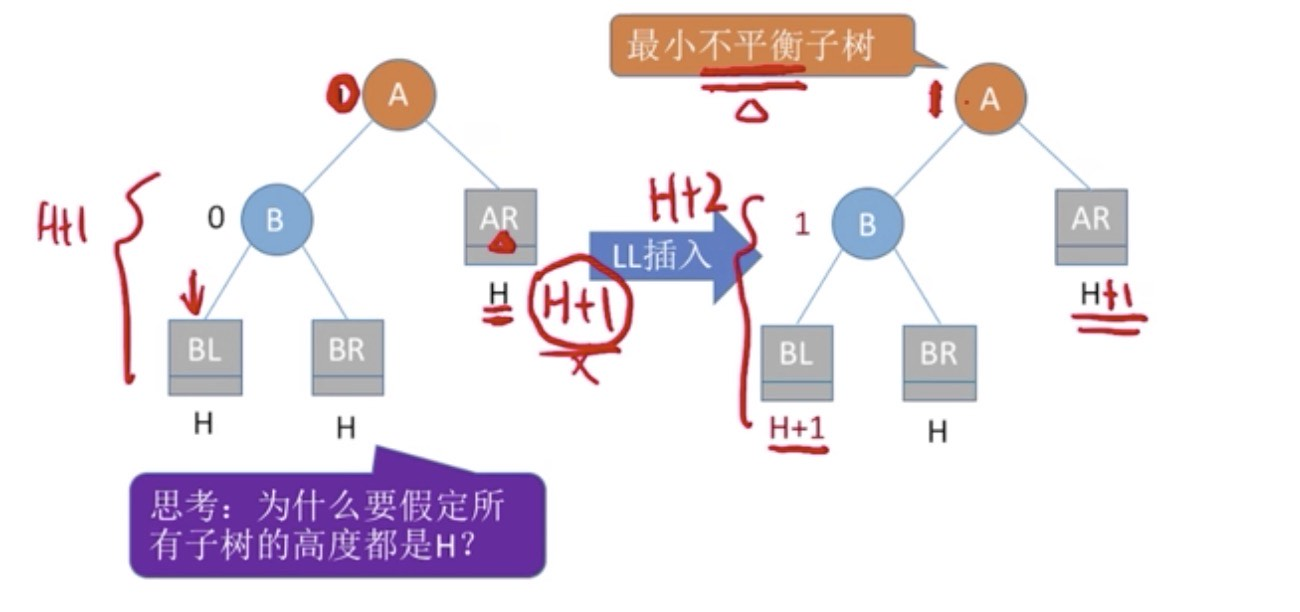 最小不平衡子树
0 A
1 A
H+1
0 B
AR
H
H+1
x
H+2
LL插入
1 B
AR
H+1
BL
BR
H
H
BL
BR
H+1
H
思考：为什么要假定所
有子树的高度都是H？